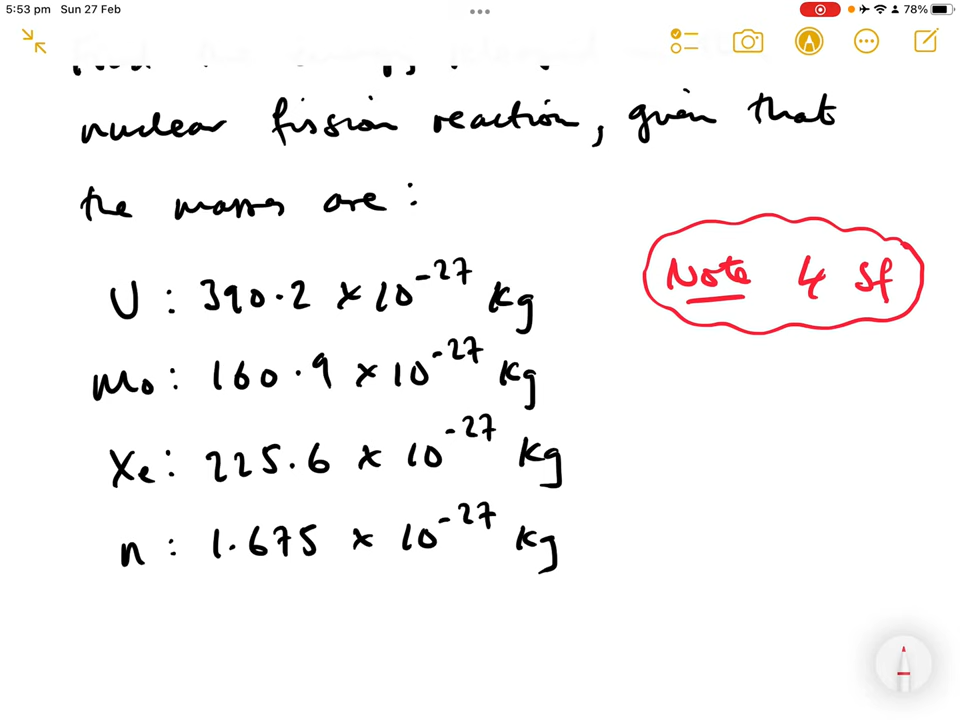 5:53 pm Sun 27 Feb
78%
nuclear fission reaction, given that
the masses are:
Note 4 sf
U : 390.2 × 10⁻²⁷ kg
Mo : 160.9 × 10⁻²⁷ kg
Xe : 225.6 × 10⁻²⁷ kg
n : 1.675 × 10⁻²⁷ kg